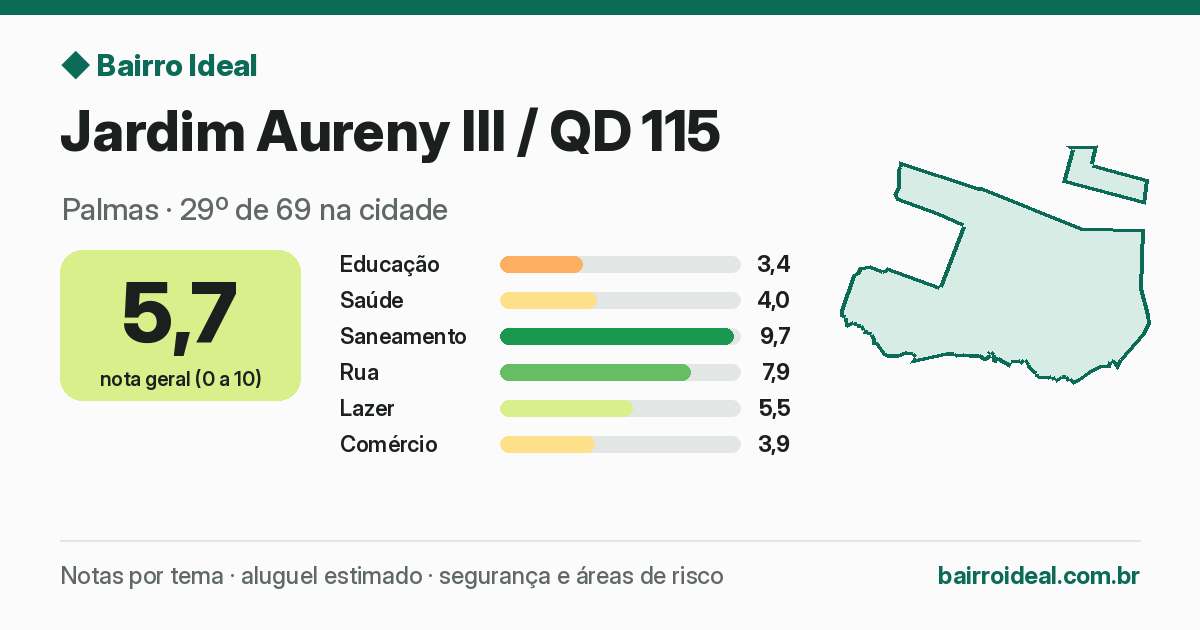 Bairro Ideal
Jardim Aureny III / QD 115
Palmas · 29º de 69 na cidade
5,7
nota geral (0 a 10)
Educação 3,4
Saúde 4,0
Saneamento 9,7
Rua 7,9
Lazer 5,5
Comércio 3,9
Notas por tema · aluguel estimado · segurança e áreas de risco
bairroideal.com.br